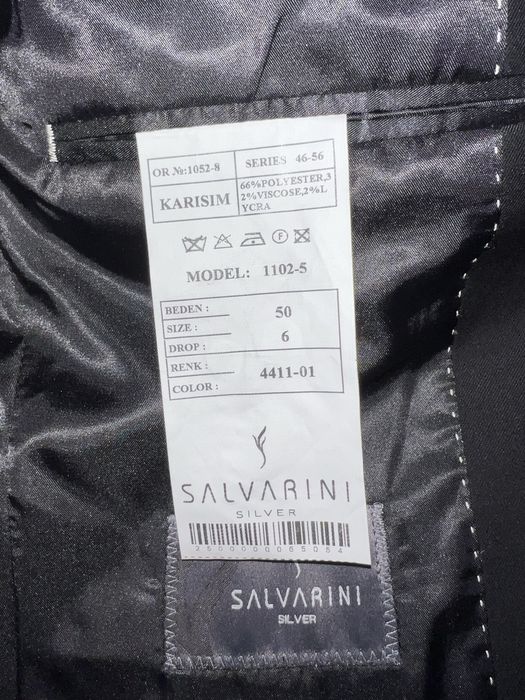 OR №:1052-8
SERIES 46-56
KARISIM
66%POLYESTER,3
2%VISCOSE,2%L
YCRA
F
MODEL: 1102-5
BEDEN : 50
SIZE :
DROP : 6
RENK : 4411-01
COLOR :
SALVARINI
SILVER
2500000065054
SALVARINI
SILVER